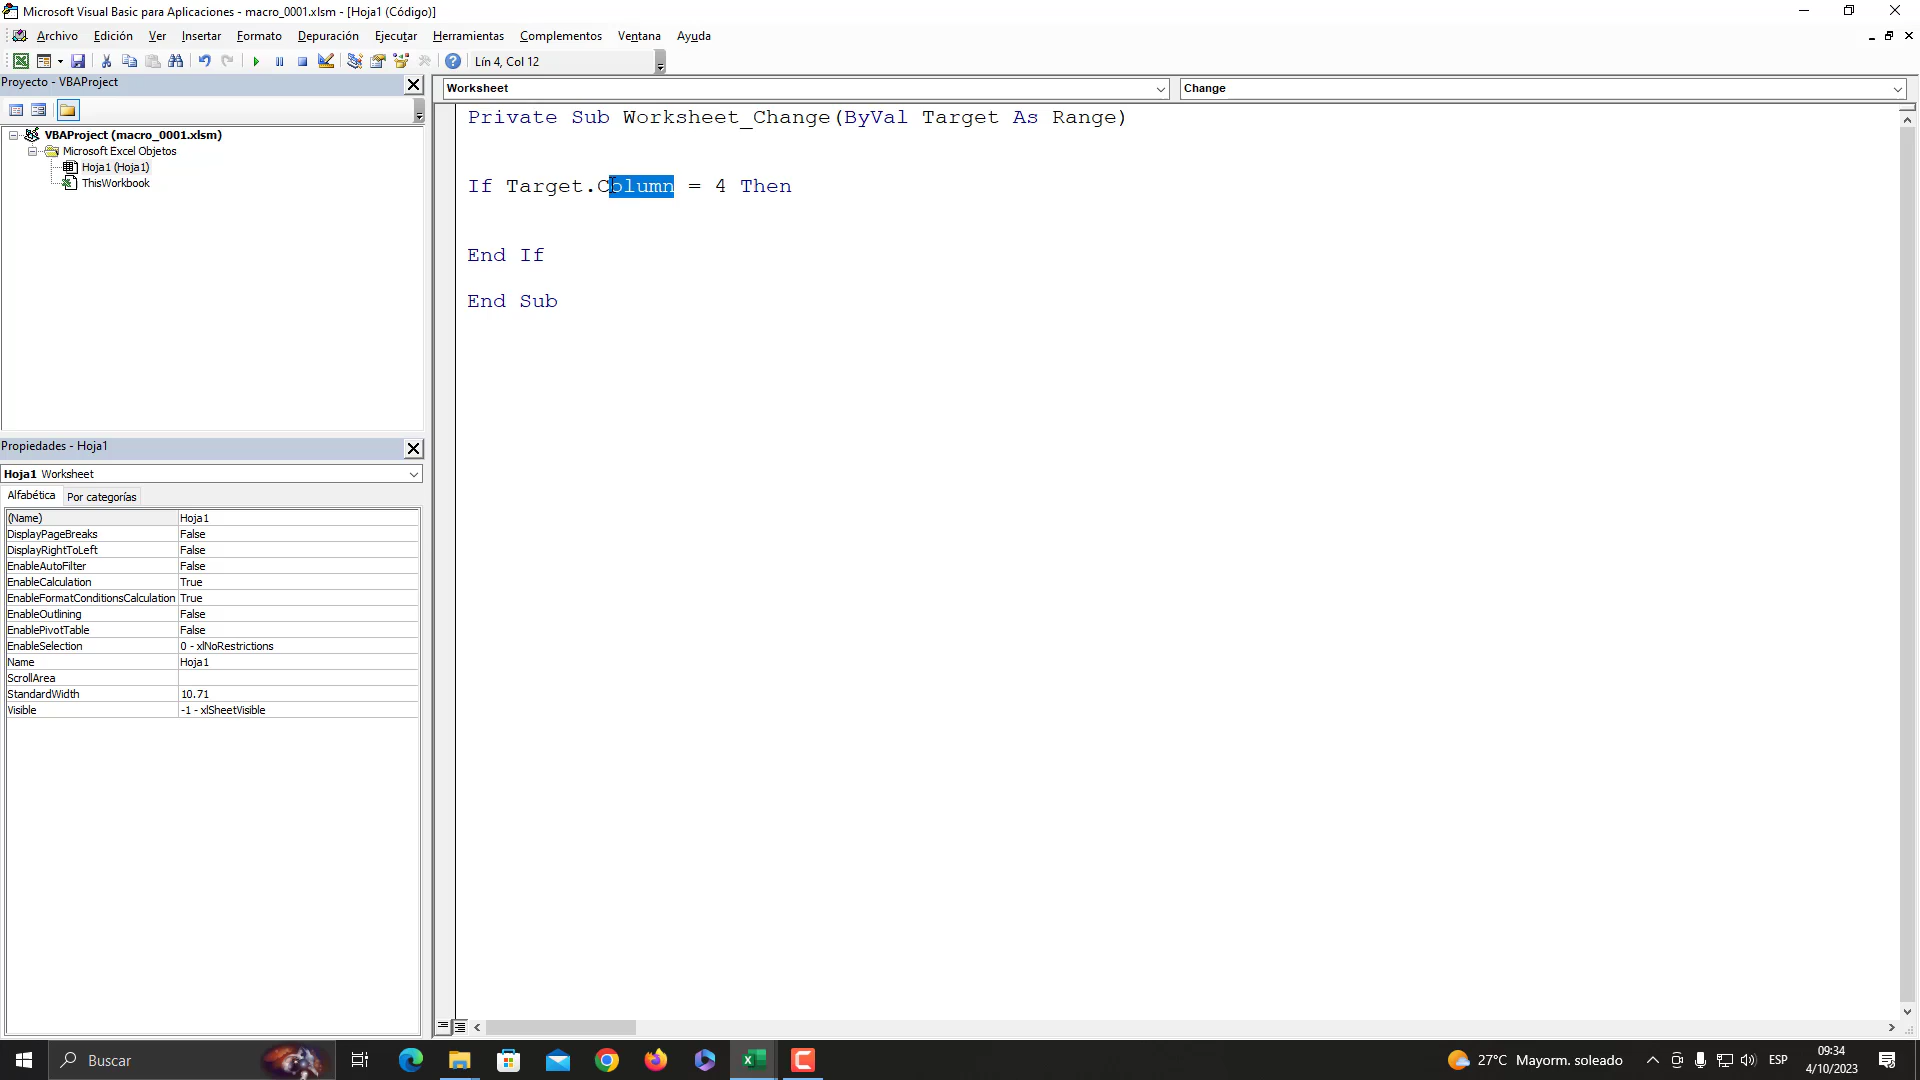 Microsoft Visual Basic para Aplicaciones - macro_0001.xlsm - [Hoja1 (Código)]
Archivo Edición Ver Insertar Formato Depuración Ejecutar Herramientas Complementos Ventana Ayuda
Lín 4, Col 12
Proyecto - VBAProject
VBAProject (macro_0001.xlsm)
Microsoft Excel Objetos
Hoja1 (Hoja1)
ThisWorkbook
Propiedades - Hoja1
Hoja1 Worksheet
Alfabética Por categorías
(Name) Hoja1
DisplayPageBreaks False
DisplayRightToLeft False
EnableAutoFilter False
EnableCalculation True
EnableFormatConditionsCalculation True
EnableOutlining False
EnablePivotTable False
EnableSelection 0 - xlNoRestrictions
Name Hoja1
ScrollArea
StandardWidth 10.71
Visible -1 - xlSheetVisible
Worksheet Change
Private Sub Worksheet_Change(ByVal Target As Range)
If Target.Column = 4 Then
End If
End Sub
Buscar
27°C Mayorm. soleado
ESP
09:34
4/10/2023